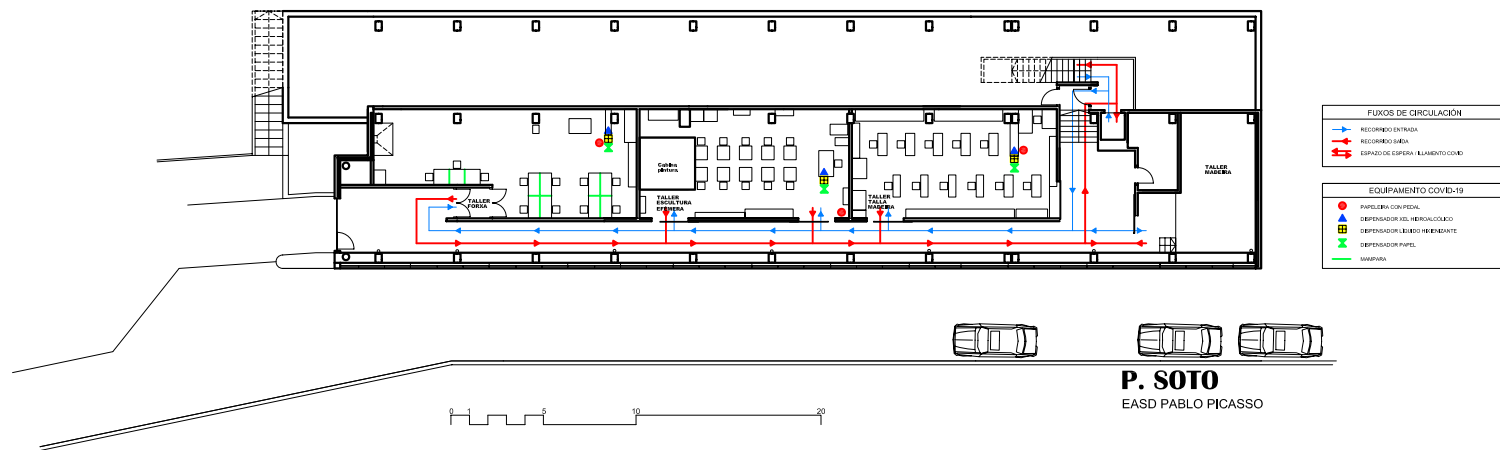 FUXOS DE CIRCULACIÓN
RECORRIDO ENTRADA
RECORRIDO SAÍDA
ESPAZO DE ESPERA / ILLAMENTO COVID
EQUIPAMENTO COVID-19
PAPELEIRA CON PEDAL
DISPENSADOR XEL HIDROALCÓLICO
DISPENSADOR LÍQUIDO HIXIENIZANTE
DISPENSADOR PAPEL
MAMPARA
Cabina
pintura
TALLER
FORXA
TALLER
ESCULTURA
EFÉMERA
TALLER
TALLA
MADEIRA
TALLER
MADEIRA
P. SOTO
EASD PABLO PICASSO
0 1 5 10 20